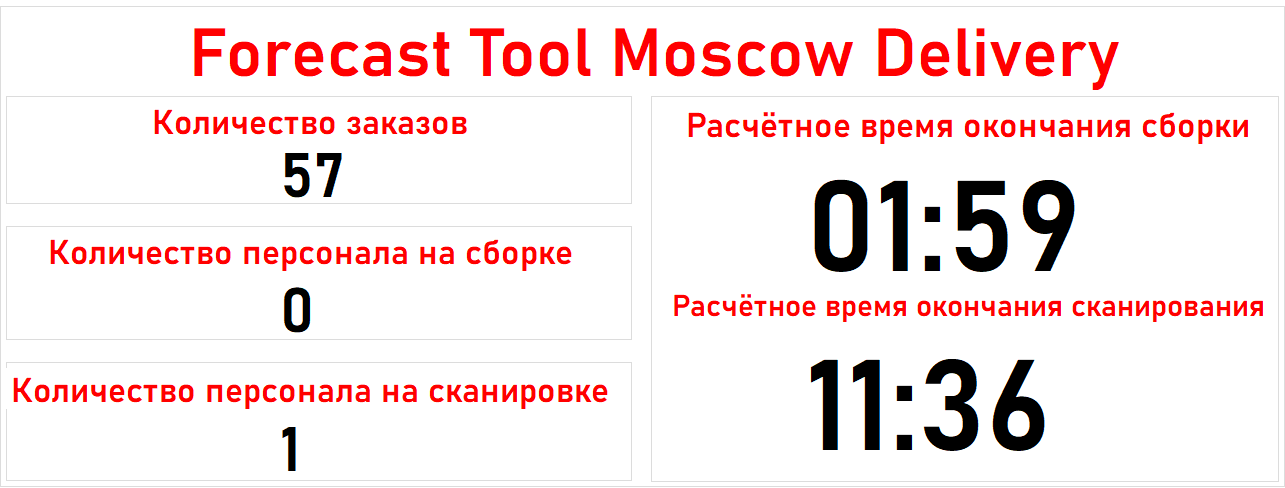 Forecast Tool Moscow Delivery
Количество заказов
57
Количество персонала на сборке
0
Количество персонала на сканировке
1
Расчётное время окончания сборки
01:59
Расчётное время окончания сканирования
11:36